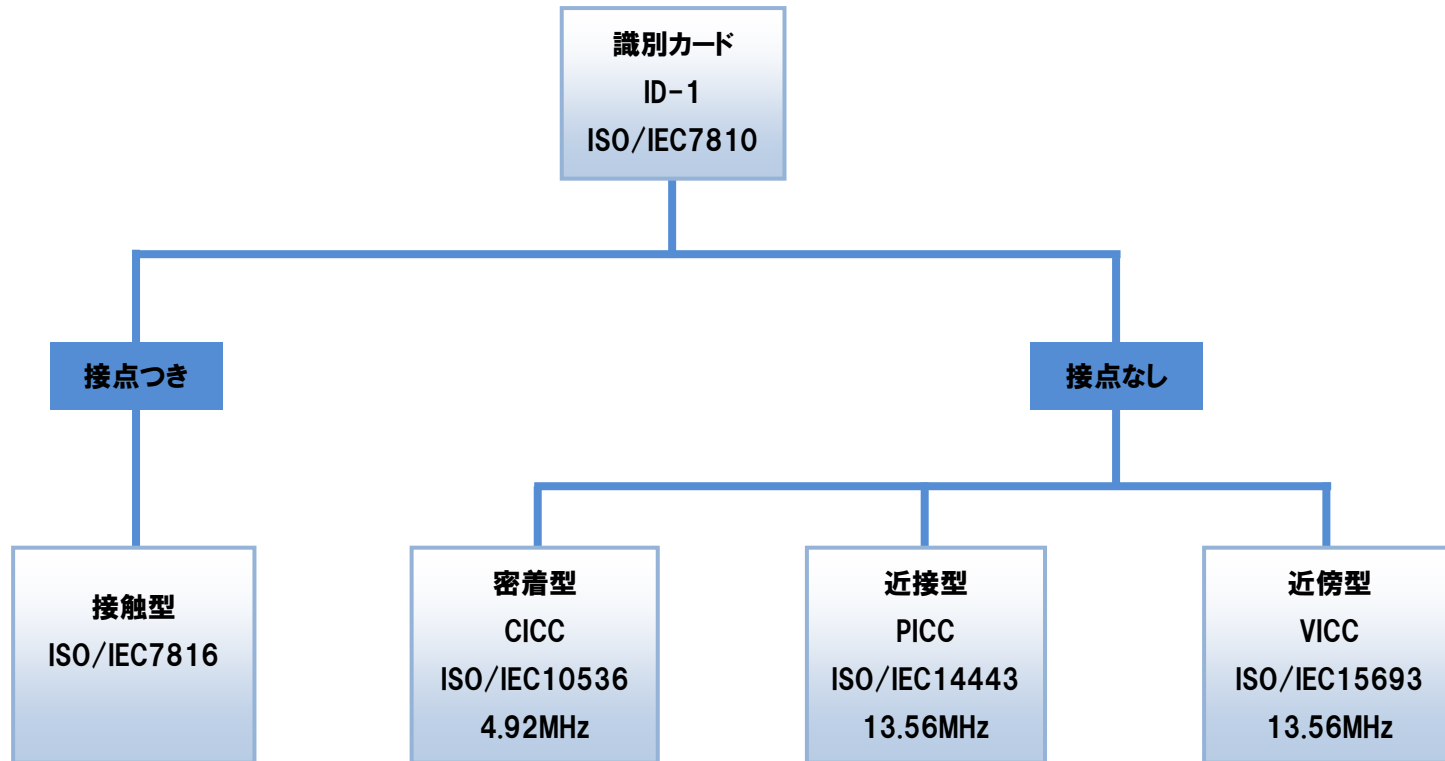 識別カード
ID-1
ISO/IEC7810
接点つき
接点なし
接触型
ISO/IEC7816
密着型
CICC
ISO/IEC10536
4.92MHz
近接型
PICC
ISO/IEC14443
13.56MHz
近傍型
VICC
ISO/IEC15693
13.56MHz